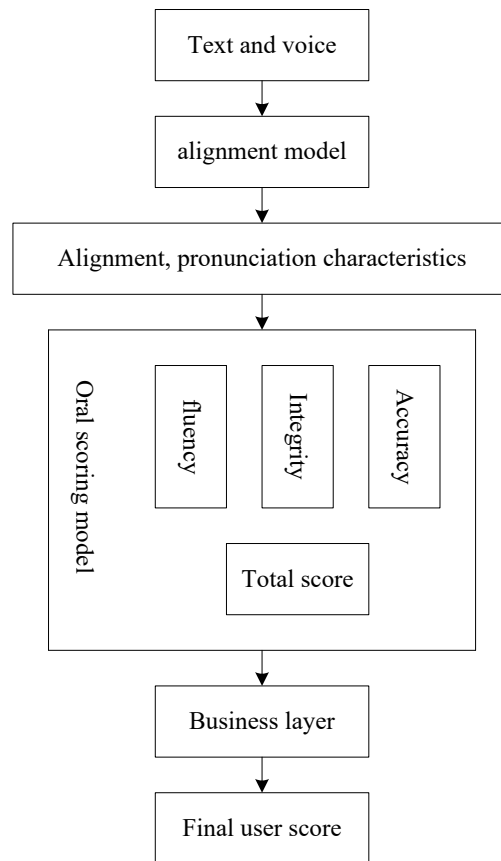 Text and voice
alignment model
Alignment, pronunciation characteristics
Oral scoring model
fluency
Integrity
Accuracy
Total score
Business layer
Final user score